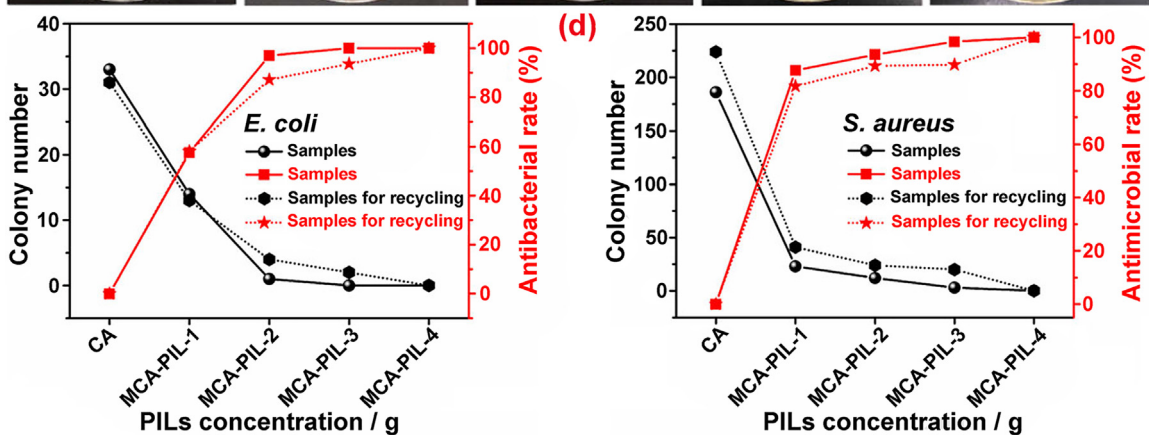 40
30
20
10
0
Colony number
100
80
60
40
20
0
Antibacterial rate (%)
E. coli
Samples
Samples
Samples for recycling
Samples for recycling
CA
MCA-PIL-1
MCA-PIL-2
MCA-PIL-3
MCA-PIL-4
PILs concentration / g
(d)
250
200
150
100
50
0
Colony number
100
80
60
40
20
0
Antimicrobial rate (%)
S. aureus
Samples
Samples
Samples for recycling
Samples for recycling
CA
MCA-PIL-1
MCA-PIL-2
MCA-PIL-3
MCA-PIL-4
PILs concentration / g